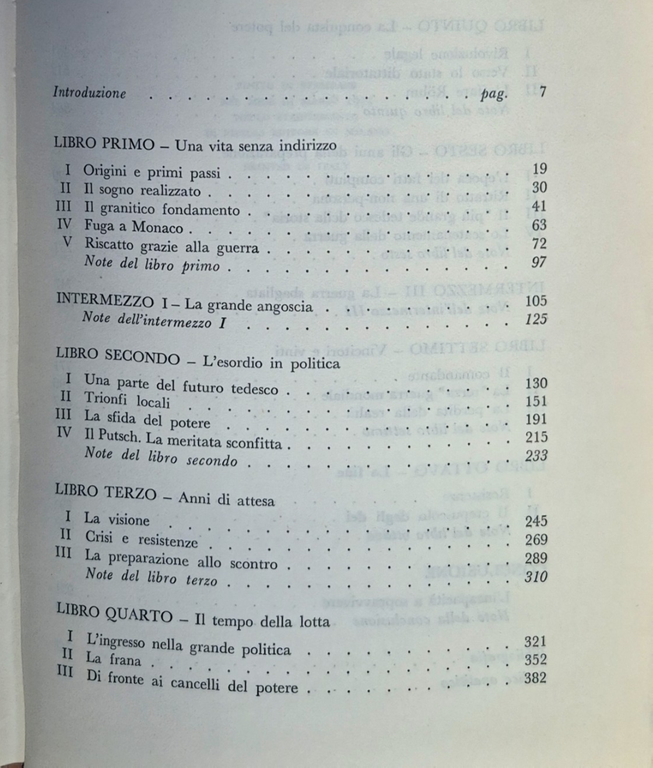 Introduzione . . . . . . . . . . . . . . . pag. 7
LIBRO PRIMO – Una vita senza indirizzo
I Origini e primi passi . . . . . . . . . . . . . 19
II Il sogno realizzato . . . . . . . . . . . . . . 30
III Il granitico fondamento . . . . . . . . . . . . 41
IV Fuga a Monaco . . . . . . . . . . . . . . . 63
V Riscatto grazie alla guerra . . . . . . . . . . . 72
Note del libro primo . . . . . . . . . . . . . 97
INTERMEZZO I – La grande angoscia . . . . . . . . . 105
Note dell'intermezzo I . . . . . . . . . . . . . 125
LIBRO SECONDO – L'esordio in politica
I Una parte del futuro tedesco . . . . . . . . . . 130
II Trionfi locali . . . . . . . . . . . . . . . 151
III La sfida del potere . . . . . . . . . . . . . 191
IV Il Putsch. La meritata sconfitta . . . . . . . . . . 215
Note del libro secondo . . . . . . . . . . . . 233
LIBRO TERZO – Anni di attesa
I La visione . . . . . . . . . . . . . . . . 245
II Crisi e resistenze . . . . . . . . . . . . . . 269
III La preparazione allo scontro . . . . . . . . . . 289
Note del libro terzo . . . . . . . . . . . . . 310
LIBRO QUARTO – Il tempo della lotta
I L'ingresso nella grande politica . . . . . . . . . 321
II La frana . . . . . . . . . . . . . . . . . 352
III Di fronte ai cancelli del potere . . . . . . . . . 382